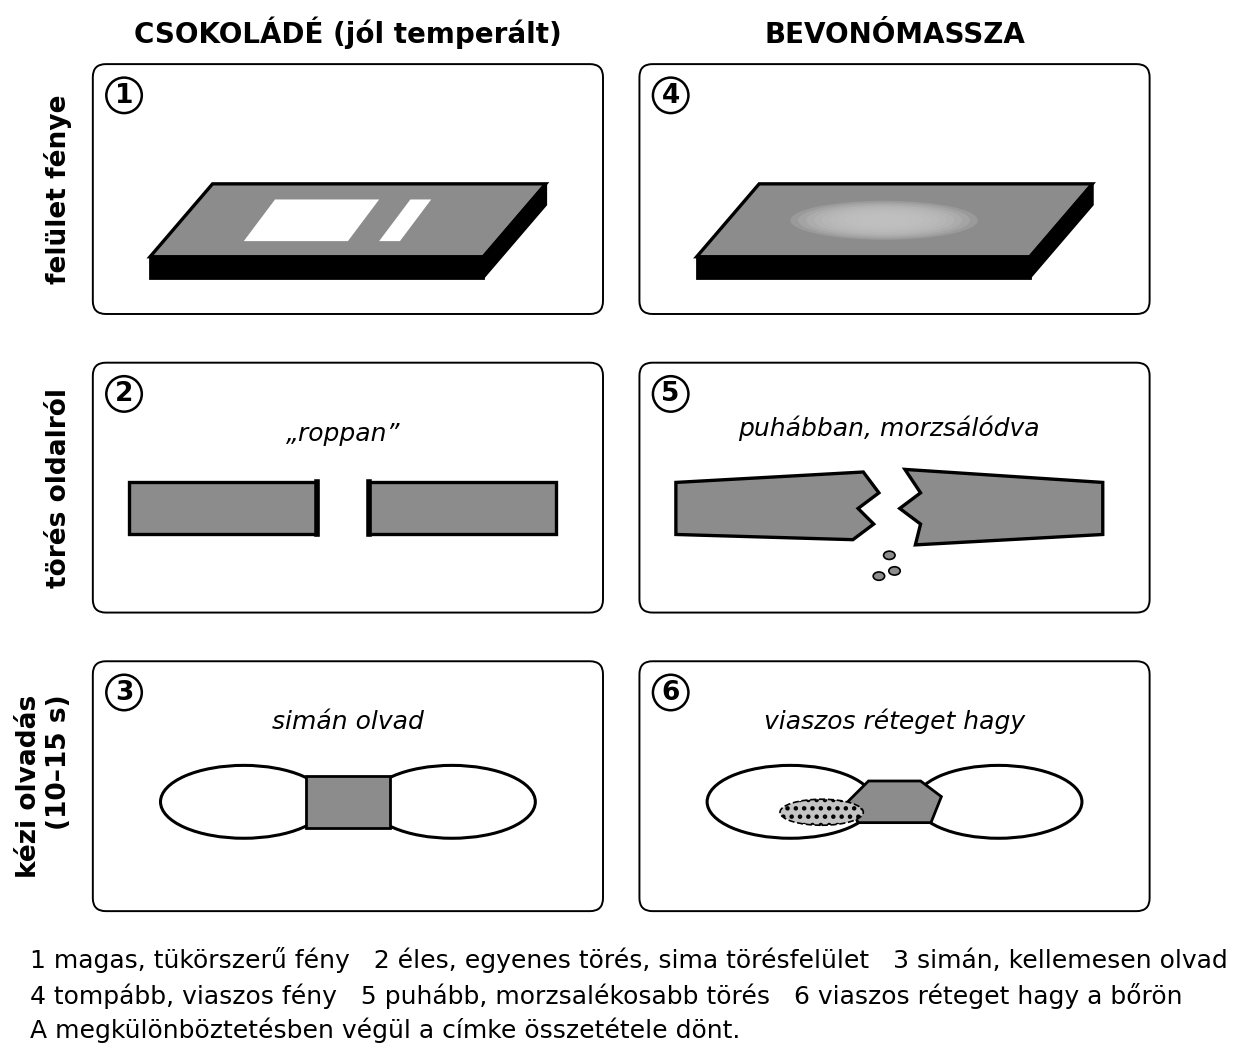 CSOKOLÁDÉ (jól temperált)
BEVONÓMASSZA
felület fénye
1
4
törés oldalról
2
„roppan”
5
puhábban, morzsálódva
kézi olvadás
(10–15 s)
3
simán olvad
6
viaszos réteget hagy
1 magas, tükörszerű fény   2 éles, egyenes törés, sima törésfelület   3 simán, kellemesen olvad
4 tompább, viaszos fény   5 puhább, morzsalékosabb törés   6 viaszos réteget hagy a bőrön
A megkülönböztetésben végül a címke összetétele dönt.